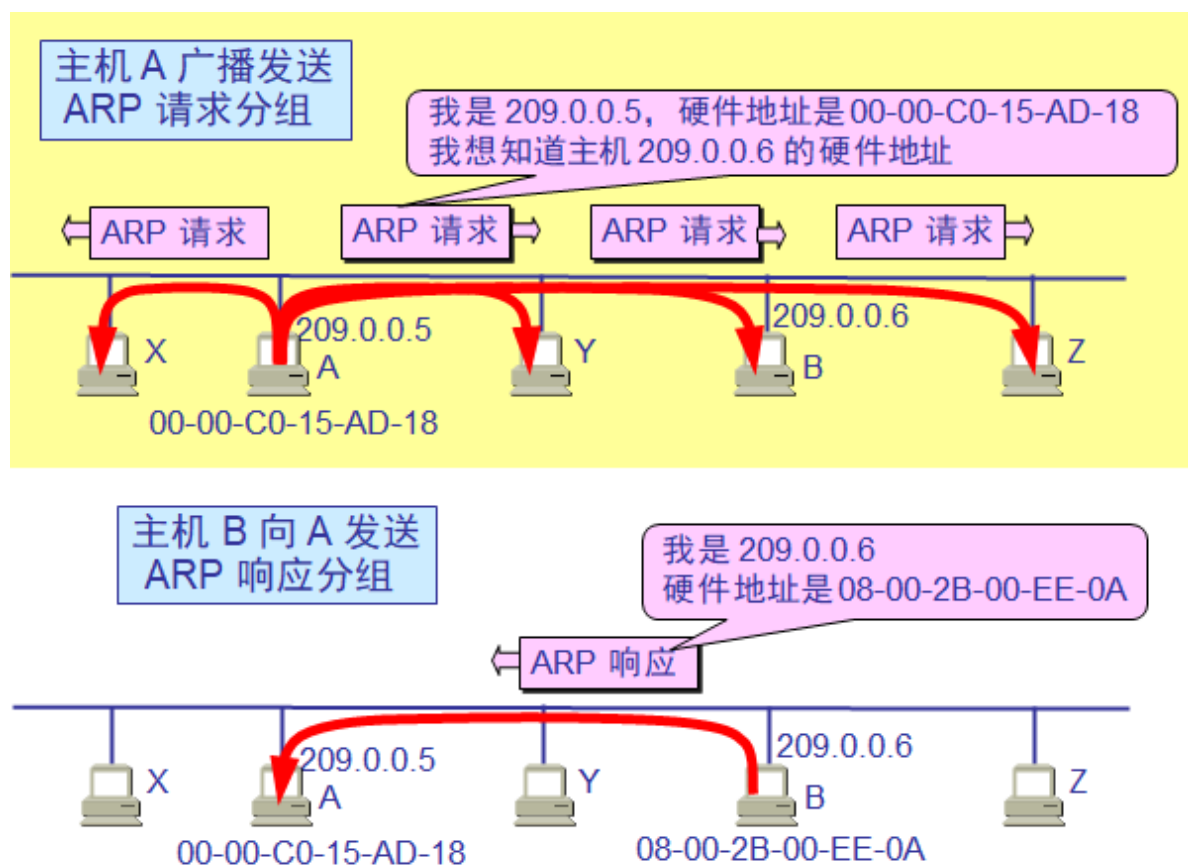 主机 A 广播发送
ARP 请求分组
我是 209.0.0.5，硬件地址是 00-00-C0-15-AD-18
我想知道主机 209.0.0.6 的硬件地址
ARP 请求
ARP 请求
ARP 请求
ARP 请求
209.0.0.5
209.0.0.6
X
A
Y
B
Z
00-00-C0-15-AD-18
主机 B 向 A 发送
ARP 响应分组
我是 209.0.0.6
硬件地址是 08-00-2B-00-EE-0A
ARP 响应
209.0.0.5
209.0.0.6
X
A
Y
B
Z
00-00-C0-15-AD-18
08-00-2B-00-EE-0A